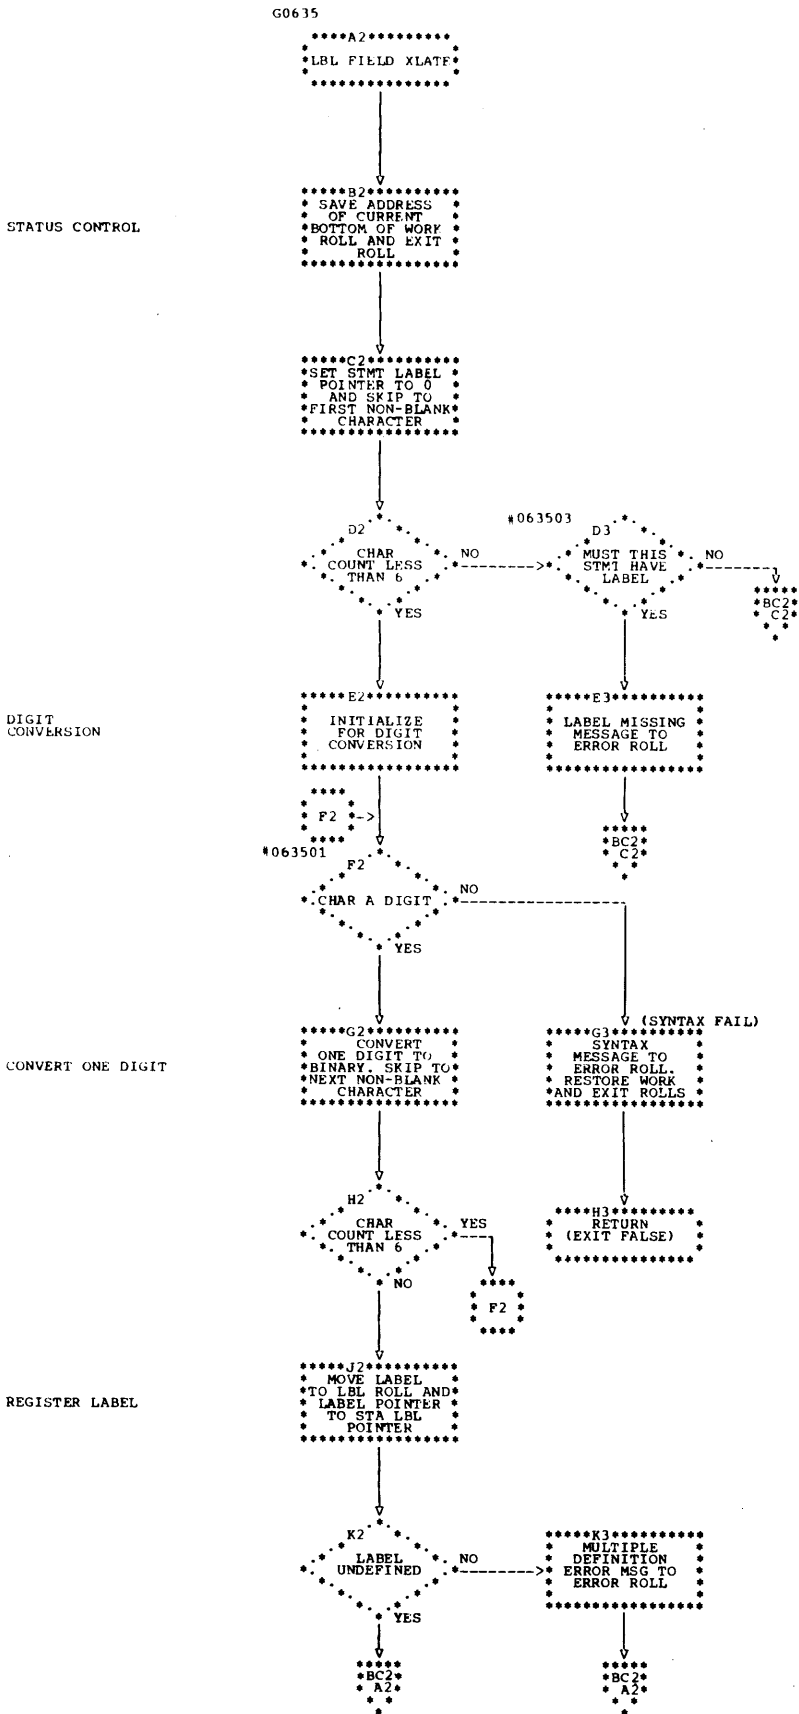 G0635
A2
LBL FIELD XLATE
B2
SAVE ADDRESS
OF CURRENT
BOTTOM OF WORK
ROLL AND EXIT
ROLL
STATUS CONTROL
C2
SET STMT LABEL
POINTER TO 0
AND SKIP TO
FIRST NON-BLANK
CHARACTER
D2
CHAR
COUNT LESS
THAN 6
NO
YES
#063503
D3
MUST THIS
STMT HAVE
LABEL
NO
YES
BC2
C2
DIGIT
CONVERSION
E2
INITIALIZE
FOR DIGIT
CONVERSION
E3
LABEL MISSING
MESSAGE TO
ERROR ROLL
F2
BC2
C2
#063501
F2
CHAR A DIGIT
NO
YES
CONVERT ONE DIGIT
G2
CONVERT
ONE DIGIT TO
BINARY. SKIP TO
NEXT NON-BLANK
CHARACTER
(SYNTAX FAIL)
G3
SYNTAX
MESSAGE TO
ERROR ROLL.
RESTORE WORK
AND EXIT ROLLS
H2
CHAR
COUNT LESS
THAN 6
YES
NO
H3
RETURN
(EXIT FALSE)
F2
REGISTER LABEL
J2
MOVE LABEL
TO LBL ROLL AND
LABEL POINTER
TO STA LBL
POINTER
K2
LABEL
UNDEFINED
NO
YES
K3
MULTIPLE
DEFINITION
ERROR MSG TO
ERROR ROLL
BC2
A2
BC2
A2